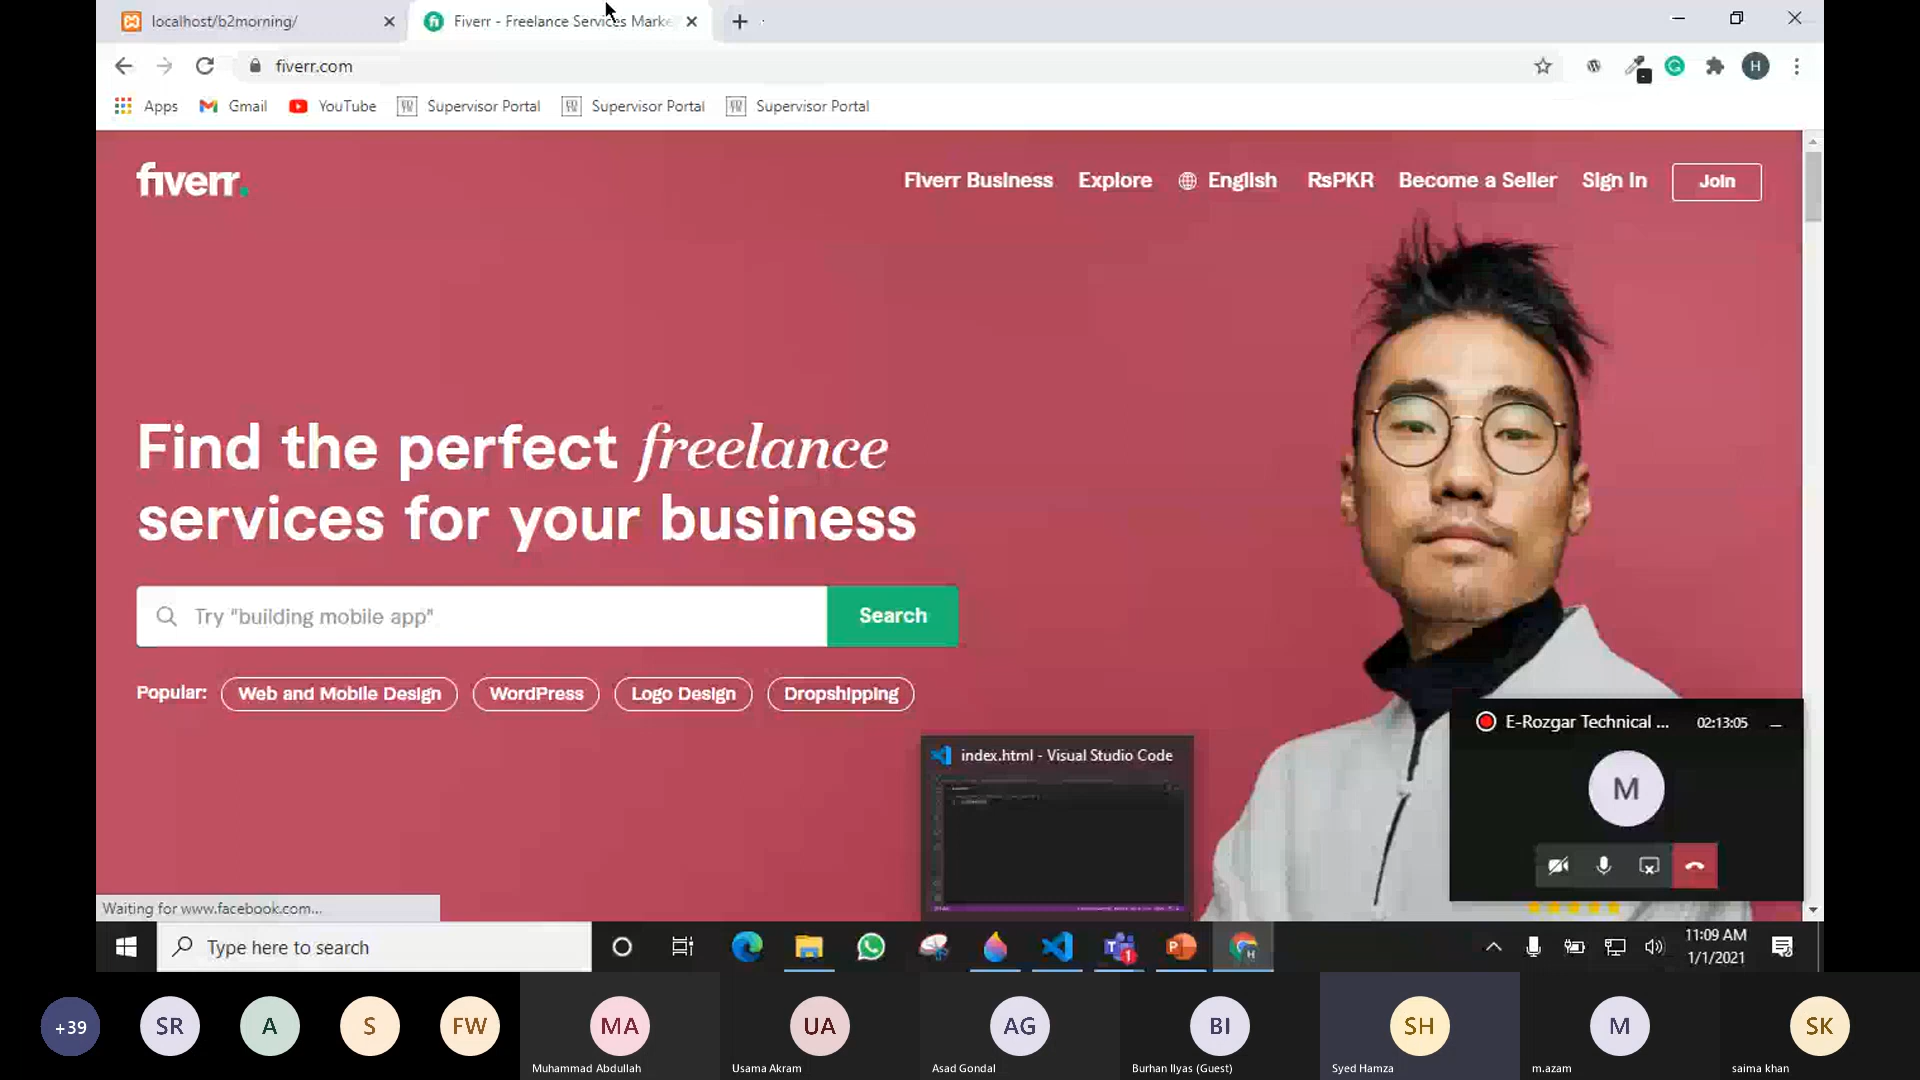 localhost/b2morning/
Fiverr - Freelance Services Marke
fiverr.com
H
Apps
Gmail
YouTube
Supervisor Portal
Supervisor Portal
Supervisor Portal
fiverr.
Fiverr Business
Explore
English
RsPKR
Become a Seller
Sign in
Join
Find the perfect freelance
services for your business
Try "building mobile app"
Search
Popular:
Web and Mobile Design
WordPress
Logo Design
Dropshipping
index.html - Visual Studio Code
E-Rozgar Technical ...
02:13:05
M
Waiting for www.facebook.com...
Type here to search
11:09 AM
1/1/2021
+39
SR
A
S
FW
MA
Muhammad Abdullah
UA
Usama Akram
AG
Asad Gondal
BI
Burhan Ilyas (Guest)
SH
Syed Hamza
M
m.azam
SK
saima khan